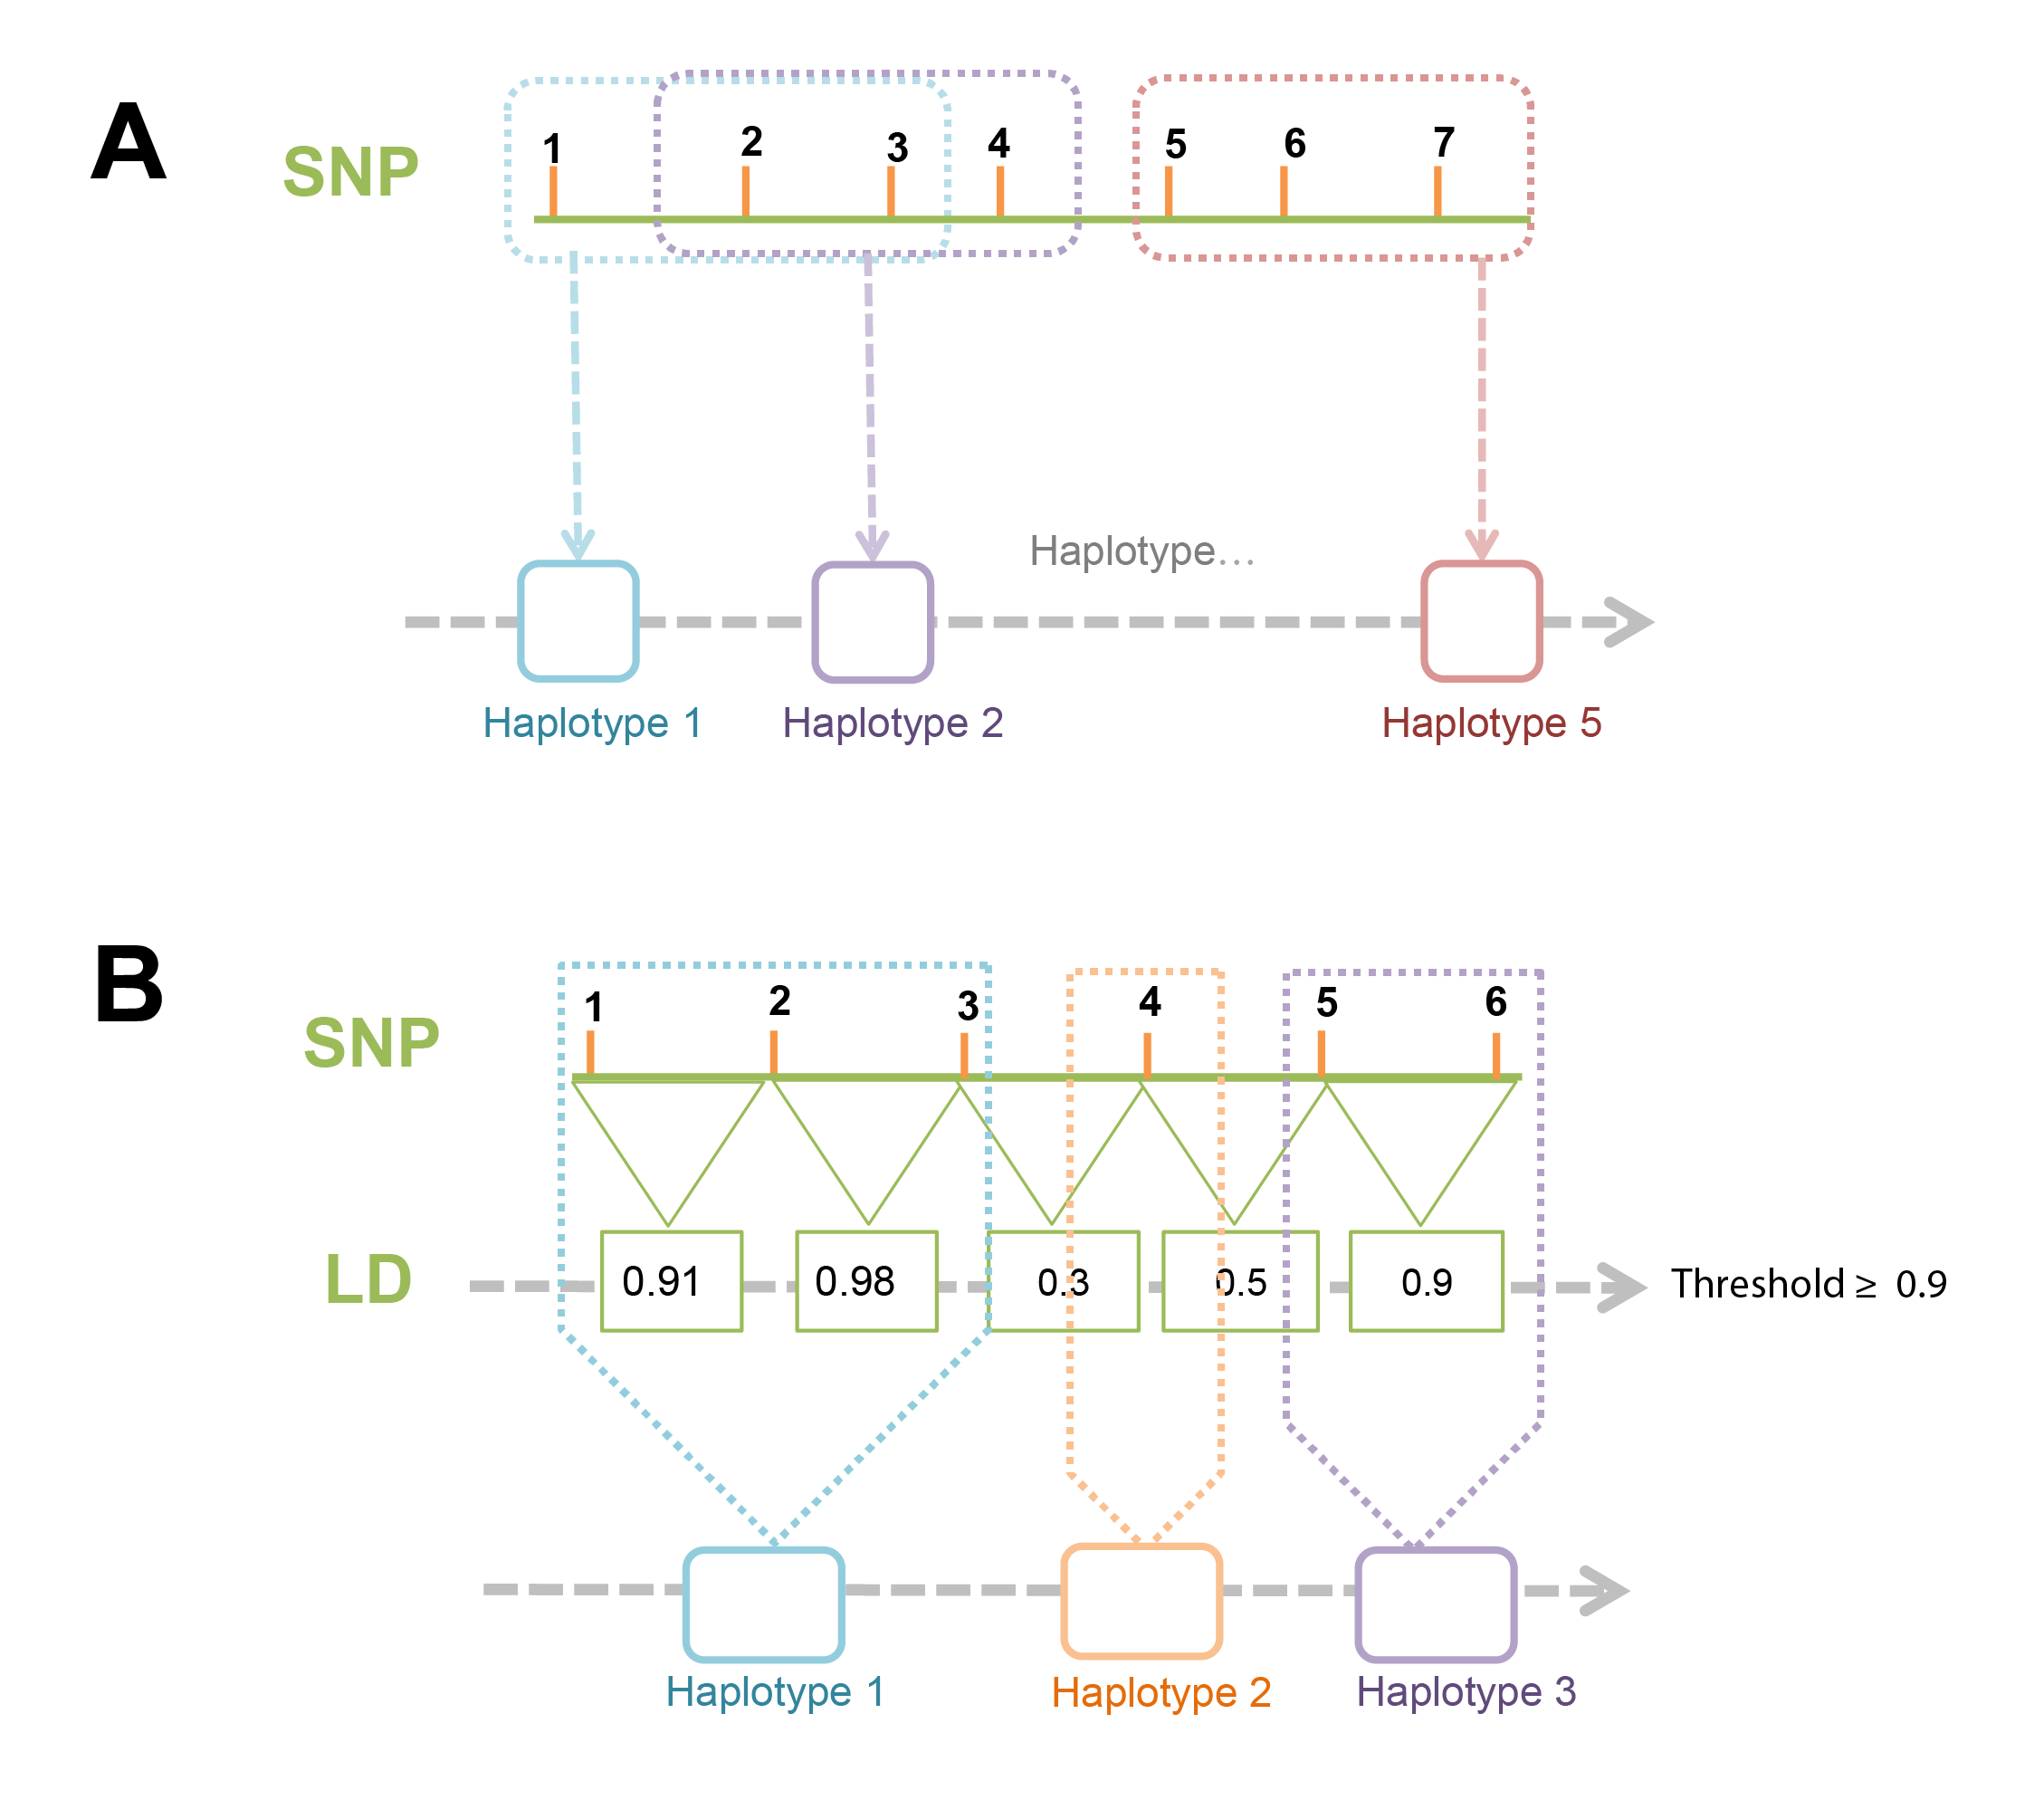 A
SNP
1 2 3 4 5 6 7
Haplotype...
Haplotype 1 Haplotype 2 Haplotype 5
B
SNP
1 2 3 4 5 6
LD
0.91 0.98 0.3 0.5 0.9
Threshold ≥ 0.9
Haplotype 1 Haplotype 2 Haplotype 3